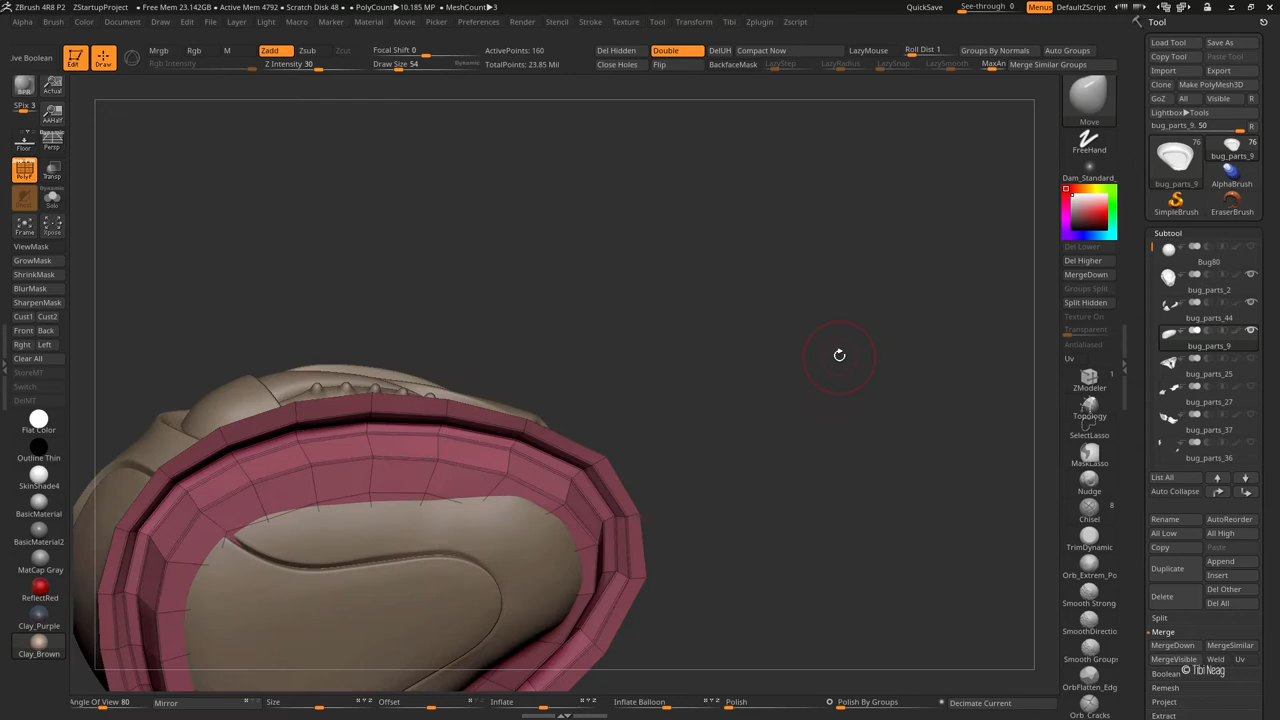 ZBrush 4R8 P2 ZStartupProject • Free Mem 23.142GB • Active Mem 4792 • Scratch Disk 48 • PolyCount▶10.185 MP • MeshCount▶3
QuickSave See-through 0 Menus DefaultZScript
Alpha Brush Color Document Draw Edit File Layer Light Macro Marker Material Movie Picker Preferences Render Stencil Stroke Texture Tool Transform Tbi Zplugin Zscript
Live Boolean Edit Draw
Mrgb Rgb M Zadd Zsub Zcut Focal Shift 0 ActivePoints: 160
Rgb Intensity Z Intensity 30 Draw Size 54 Dynamic TotalPoints: 23.85 Mil
Del Hidden Double DelUH Compact Now LazyMouse Roll Dist 1 Groups By Normals Auto Groups
Close Holes Flip BackfaceMask LazyStep LazyRadius LazySnap LazySmooth MaxAn Merge Similar Groups
BPR Actual
SPix 3 AAHalf
Dynamic
Floor Persp
PolyF Transp
Dynamic
Ghost Solo
Frame Xpose
ViewMask
GrowMask
ShrinkMask
BlurMask
SharpenMask
Cust1 Cust2
Front Back
Rght Left
Clear All
StoreMT
Switch
DelMT
Flat Color
Outline Thin
SkinShade4
BasicMaterial
BasicMaterial2
MatCap Gray
ReflectRed
Clay_Purple
Clay_Brown
Move
FreeHand
Dam_Standard_
Del Lower
Del Higher
MergeDown
Groups Split
Split Hidden
Texture On
Transparent
Antialiased
Uv
1
ZModeler
Topology
SelectLasso
MaskLasso
Nudge
8
Chisel
TrimDynamic
Orb_Extrem_Po
Smooth Strong
SmoothDirectio
Smooth Groups
OrbFlatten_Edg
Orb_Cracks
Tool
Load Tool Save As
Copy Tool Paste Tool
Import Export
Clone Make PolyMesh3D
GoZ All Visible R
Lightbox▶Tools
bug_parts_9. 50 R
76 76
bug_parts_9
bug_parts_9 AlphaBrush
SimpleBrush EraserBrush
Subtool
Bug80
bug_parts_2
bug_parts_44
bug_parts_9
bug_parts_25
bug_parts_27
bug_parts_37
bug_parts_36
List All
Auto Collapse
Rename AutoReorder
All Low All High
Copy Paste
Duplicate Append
Insert
Delete Del Other
Del All
Split
Merge
MergeDown MergeSimilar
MergeVisible Weld Uv
Boolean
© Tibi Neag
Remesh
Project
Extract
Angle Of View 80 Mirror Size Offset Inflate Inflate Balloon Polish Polish By Groups Decimate Current